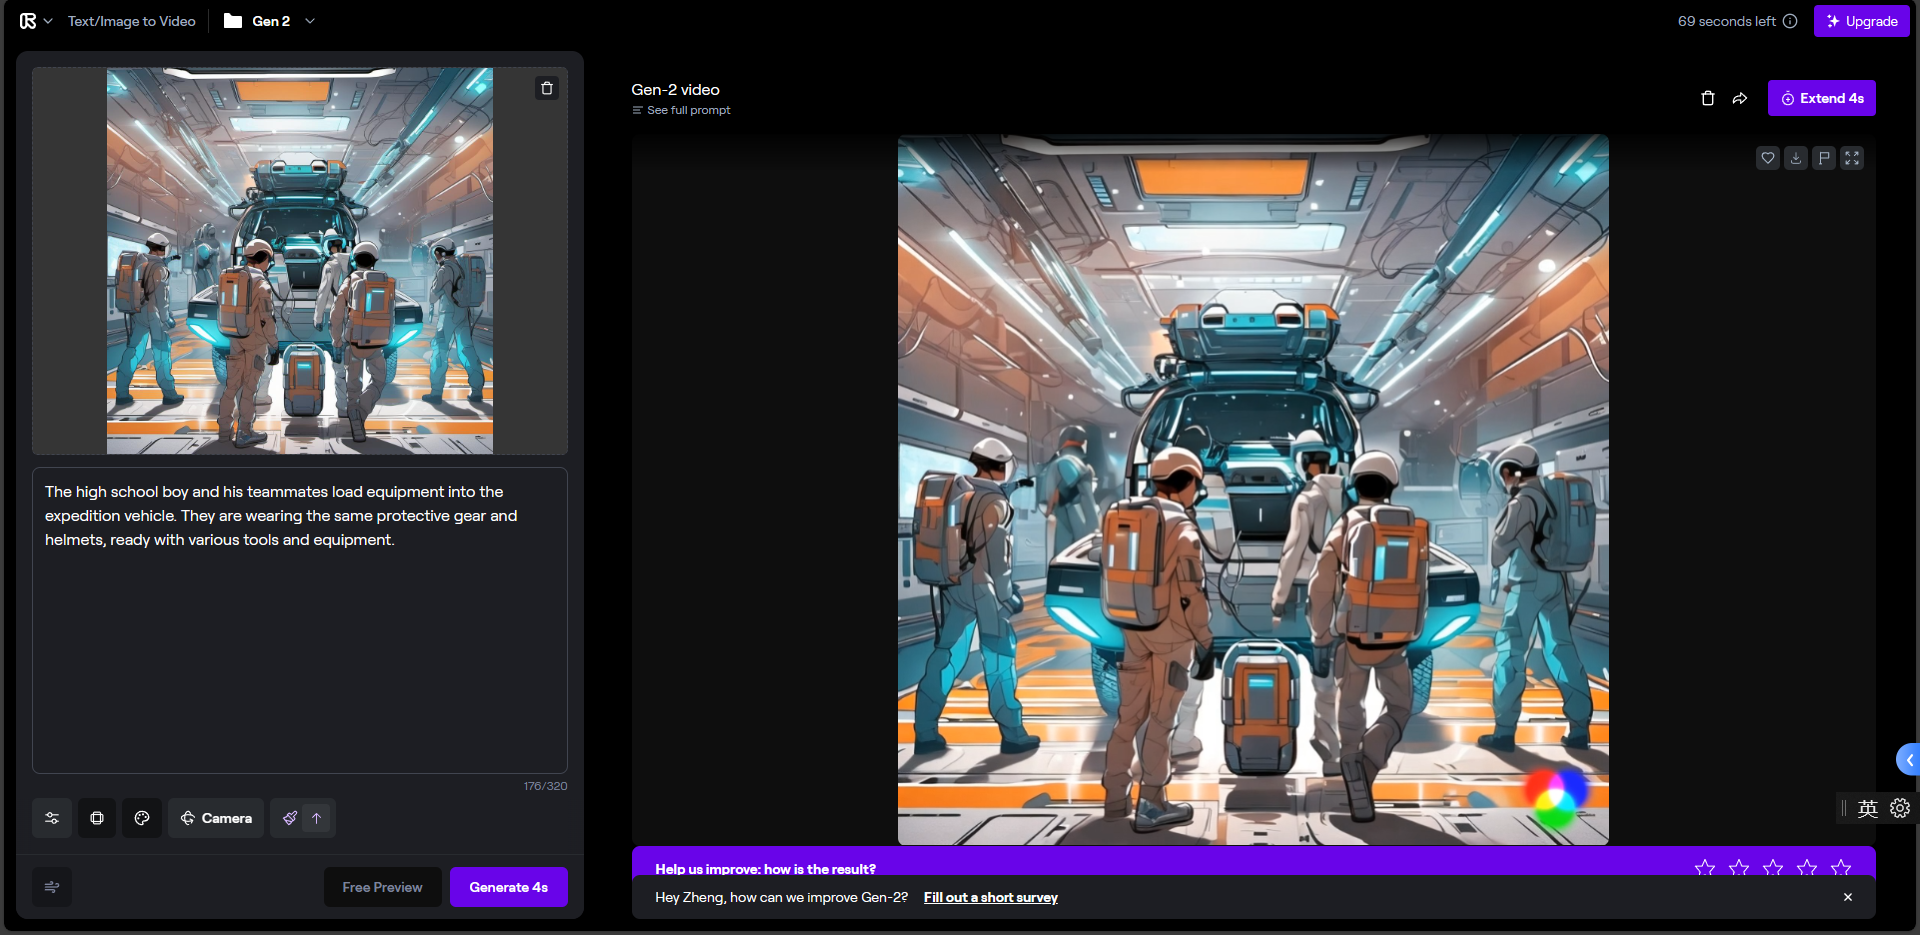 Text/Image to Video
Gen 2
69 seconds left
Upgrade
The high school boy and his teammates load equipment into the
expedition vehicle. They are wearing the same protective gear and
helmets, ready with various tools and equipment.
176/320
Camera
Free Preview
Generate 4s
Gen-2 video
See full prompt
Extend 4s
Help us improve: how is the result?
Hey Zheng, how can we improve Gen-2? Fill out a short survey
英